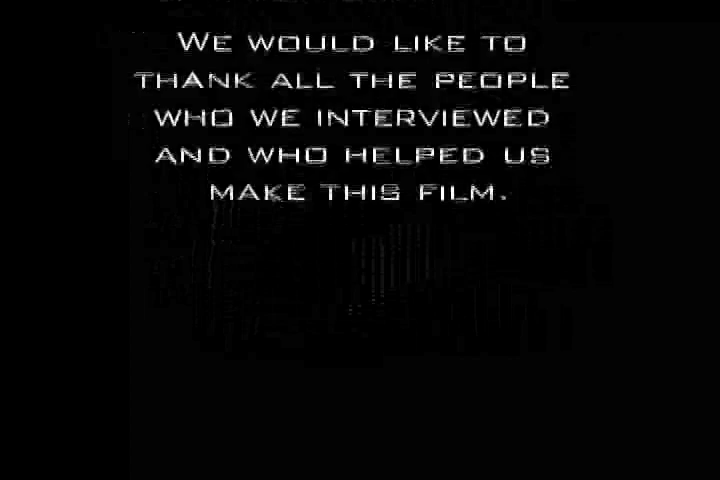 We would like to
thank all the people
who we interviewed
and who helped us
make this film.